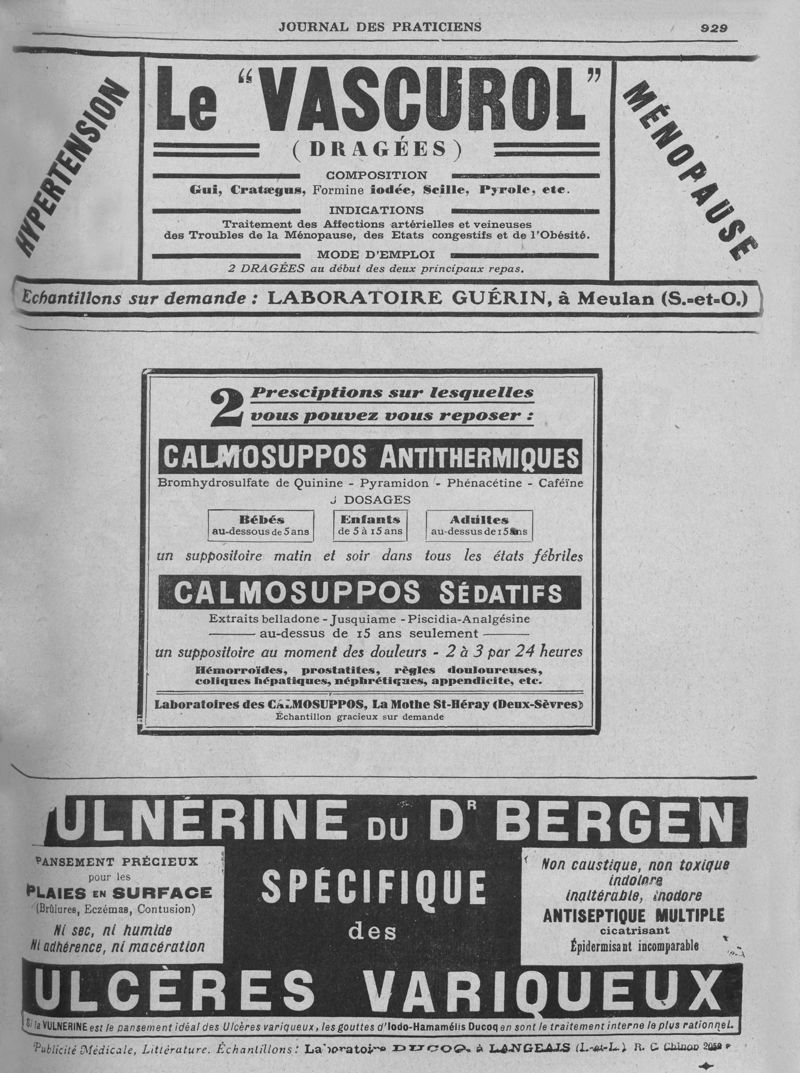 JOURNAL DES PRATICIENS 929
HYPERTENSION
Le "VASCUROL"
(DRAGÉES)
COMPOSITION
Gui, Cratægus, Formine iodée, Scille, Pyrole, etc.
INDICATIONS
Traitement des Affections artérielles et veineuses
des Troubles de la Ménopause, des Etats congestifs et de l'Obésité.
MODE D'EMPLOI
2 DRAGÉES au début des deux principaux repas.
MÉNOPAUSE
Echantillons sur demande : LABORATOIRE GUÉRIN, à Meulan (S.-et-O.)
2 Presciptions sur lesquelles
vous pouvez vous reposer :
CALMOSUPPOS ANTITHERMIQUES
Bromhydrosulfate de Quinine - Pyramidon - Phénacétine - Caféïne
DOSAGES
Bébés Enfants Adultes
au-dessous de 5 ans de 5 à 15 ans au-dessus de 15 ans
un suppositoire matin et soir dans tous les états fébriles
CALMOSUPPOS SÉDATIFS
Extraits belladone - Jusquiame - Piscidia-Analgésine
au-dessus de 15 ans seulement
un suppositoire au moment des douleurs - 2 à 3 par 24 heures
Hémorroïdes, prostatites, règles douloureuses,
coliques hépatiques, néphrétiques, appendicite, etc.
Laboratoires des CALMOSUPPOS, La Mothe St-Héray (Deux-Sèvres)
Échantillon gracieux sur demande
VULNÉRINE DU Dr BERGEN
PANSEMENT PRÉCIEUX
pour les
PLAIES EN SURFACE
(Brûlures, Eczémas, Contusion)
Ni sec, ni humide
Ni adhérence, ni macération
SPÉCIFIQUE
des
Non caustique, non toxique
indolore
inaltérable, inodore
ANTISEPTIQUE MULTIPLE
cicatrisant
Épidermisant incomparable
ULCÈRES VARIQUEUX
Si la VULNERINE est le pansement idéal des Ulcères variqueux, les gouttes d'Iodo-Hamamélis Ducoq en sont le traitement interne le plus rationnel.
Publicité Médicale, Littérature. Échantillons : Laboratoire DUCOQ, à LANGEAIS (I.-et-L.) R. C. Chinon